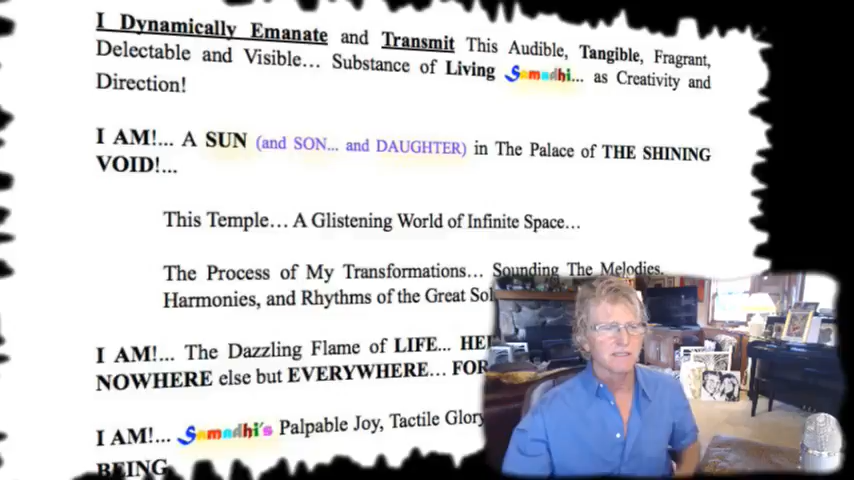 I Dynamically Emanate and Transmit This Audible, Tangible, Fragrant,
Delectable and Visible… Substance of Living Samadhi... as Creativity and
Direction!
I AM!... A SUN (and SON... and DAUGHTER) in The Palace of THE SHINING
VOID!...
This Temple… A Glistening World of Infinite Space…
The Process of My Transformations… Sounding The Melodies.
Harmonies, and Rhythms of the Great
I AM!... The Dazzling Flame of LIFE…
NOWHERE else but EVERYWHERE…
I AM!... Samadhi's Palpable Joy, Tactile Glory
BEING